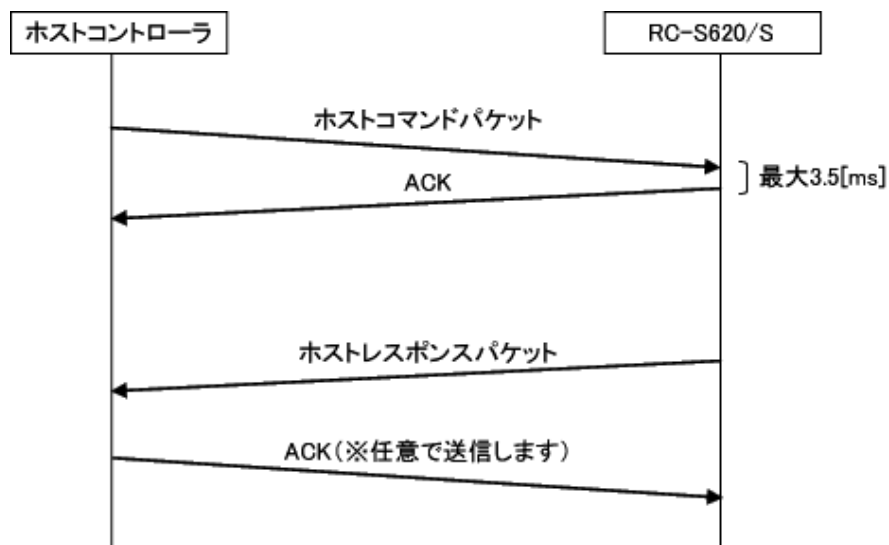 ホストコントローラ
RC-S620/S
ホストコマンドパケット
最大3.5[ms]
ACK
ホストレスポンスパケット
ACK(※任意で送信します)